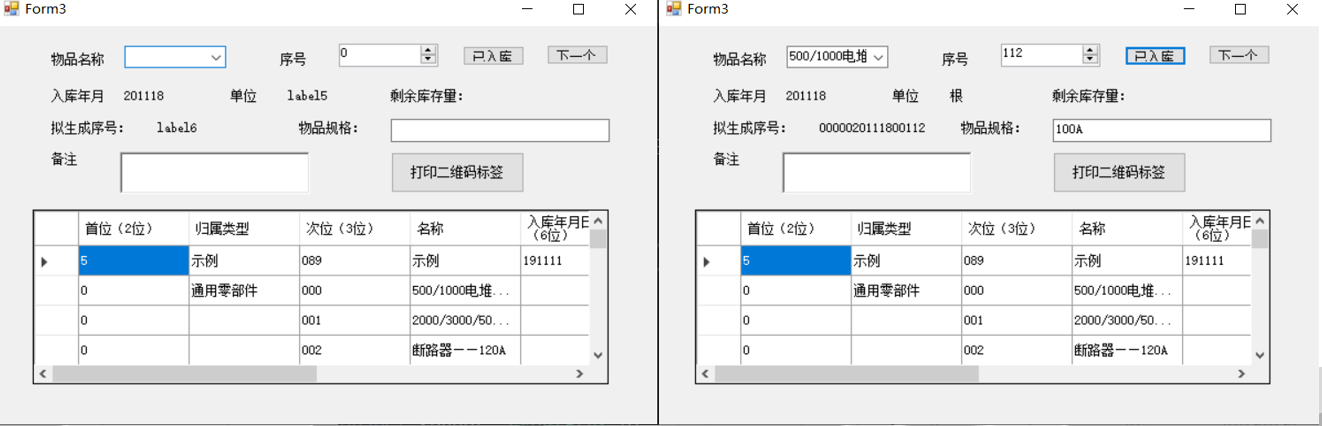 Form3
物品名称 序号 0 已入库 下一个
入库年月 201118 单位 label5 剩余库存量:
拟生成序号: label6 物品规格:
备注 打印二维码标签
首位（2位） 归属类型 次位（3位） 名称 入库年月日（6位）
5 示例 089 示例 191111
0 通用零部件 000 500/1000电堆...
0 001 2000/3000/50...
0 002 断路器——120A
Form3
物品名称 500/1000电堆 序号 112 已入库 下一个
入库年月 201118 单位 根 剩余库存量:
拟生成序号: 0000020111800112 物品规格: 100A
备注 打印二维码标签
首位（2位） 归属类型 次位（3位） 名称 入库年月日（6位）
5 示例 089 示例 191111
0 通用零部件 000 500/1000电堆...
0 001 2000/3000/50...
0 002 断路器——120A